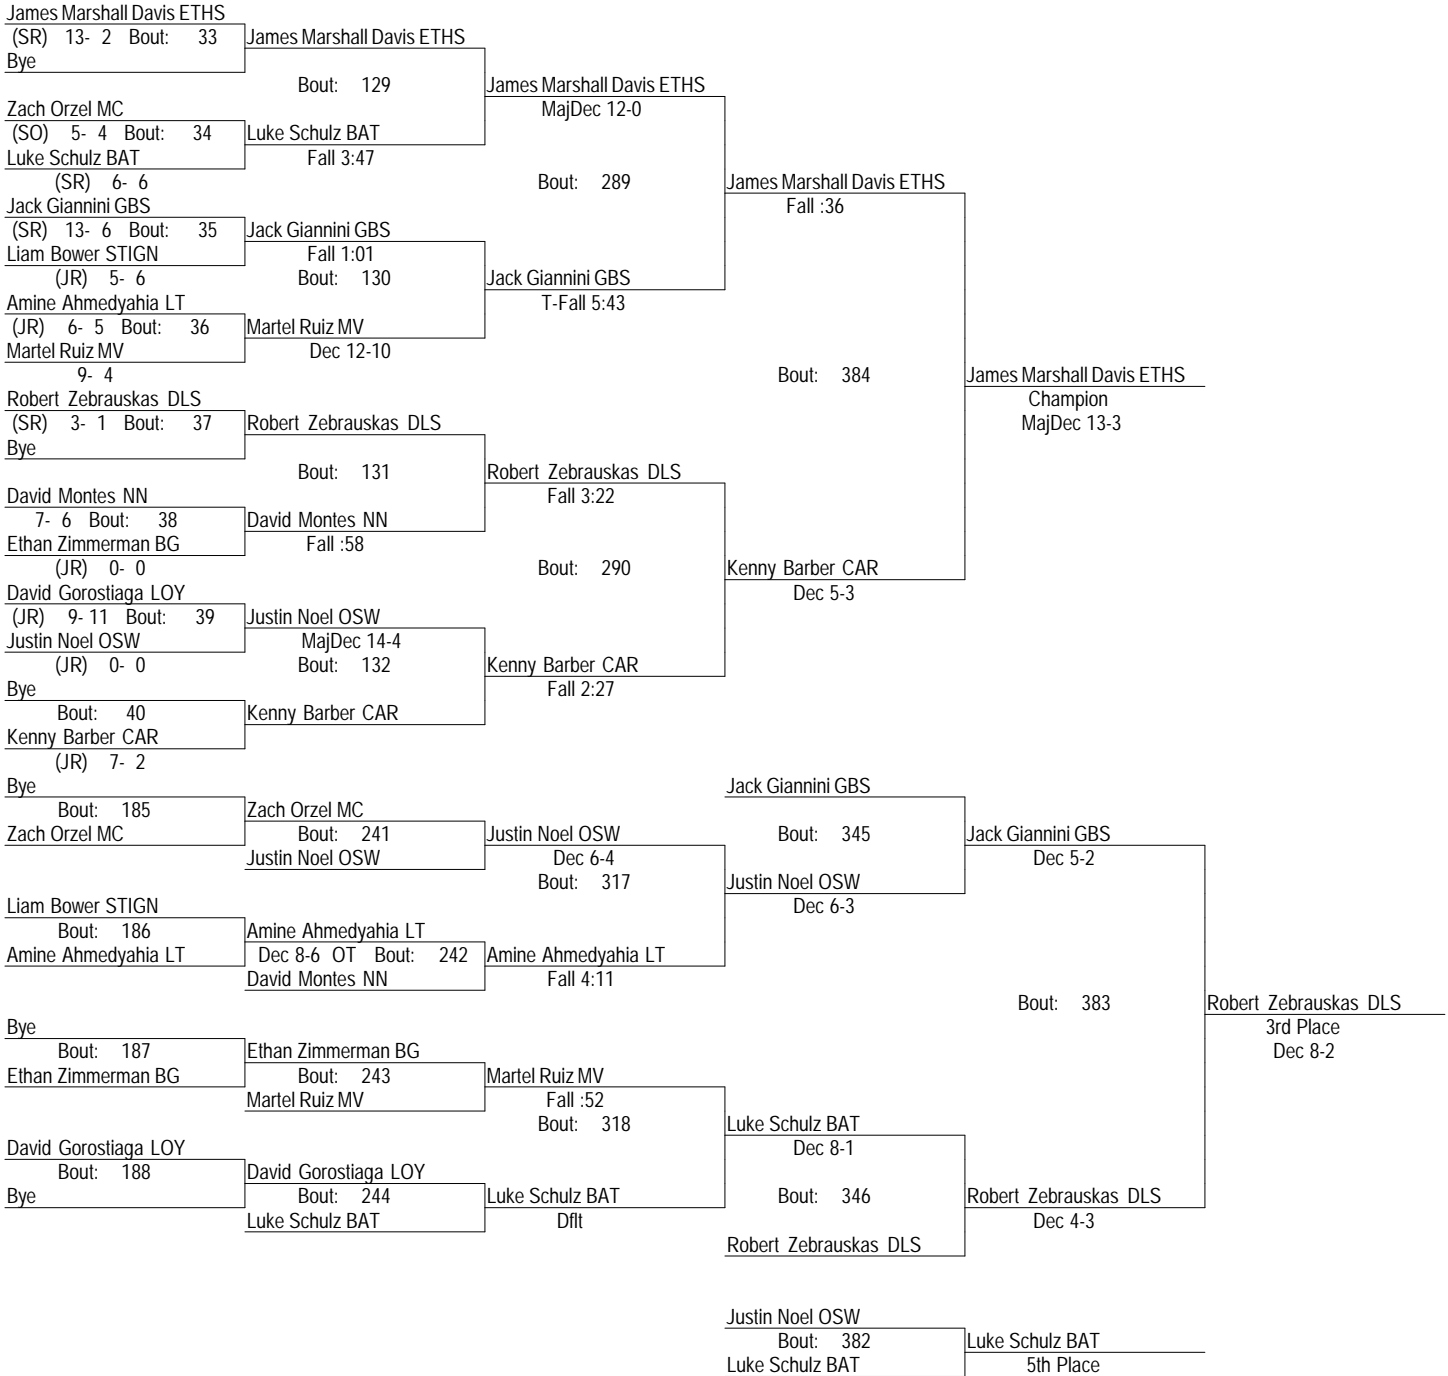 James Marshall Davis ETHS
(SR) 13- 2 Bout: 33 James Marshall Davis ETHS
Bye
Bout: 129 James Marshall Davis ETHS
Zach Orzel MC MajDec 12-0
(SO) 5- 4 Bout: 34 Luke Schulz BAT
Luke Schulz BAT Fall 3:47
(SR) 6- 6 Bout: 289 James Marshall Davis ETHS
Jack Giannini GBS Fall :36
(SR) 13- 6 Bout: 35 Jack Giannini GBS
Liam Bower STIGN Fall 1:01
(JR) 5- 6 Bout: 130 Jack Giannini GBS
Amine Ahmedyahia LT T-Fall 5:43
(JR) 6- 5 Bout: 36 Martel Ruiz MV
Martel Ruiz MV Dec 12-10
9- 4 Bout: 384 James Marshall Davis ETHS
Robert Zebrauskas DLS Champion
(SR) 3- 1 Bout: 37 Robert Zebrauskas DLS MajDec 13-3
Bye
Bout: 131 Robert Zebrauskas DLS
David Montes NN Fall 3:22
7- 6 Bout: 38 David Montes NN
Ethan Zimmerman BG Fall :58
(JR) 0- 0 Bout: 290 Kenny Barber CAR
David Gorostiaga LOY Dec 5-3
(JR) 9- 11 Bout: 39 Justin Noel OSW
Justin Noel OSW MajDec 14-4
(JR) 0- 0 Bout: 132 Kenny Barber CAR
Bye Fall 2:27
Bout: 40 Kenny Barber CAR
Kenny Barber CAR
(JR) 7- 2
Bye Jack Giannini GBS
Bout: 185 Zach Orzel MC
Zach Orzel MC Bout: 241 Justin Noel OSW Bout: 345 Jack Giannini GBS
Justin Noel OSW Dec 6-4 Dec 5-2
Bout: 317 Justin Noel OSW
Liam Bower STIGN Dec 6-3
Bout: 186 Amine Ahmedyahia LT
Amine Ahmedyahia LT Dec 8-6 OT Bout: 242 Amine Ahmedyahia LT
David Montes NN Fall 4:11
Bout: 383 Robert Zebrauskas DLS
Bye 3rd Place
Bout: 187 Ethan Zimmerman BG Dec 8-2
Ethan Zimmerman BG Bout: 243 Martel Ruiz MV
Martel Ruiz MV Fall :52
Bout: 318 Luke Schulz BAT
David Gorostiaga LOY Dec 8-1
Bout: 188 David Gorostiaga LOY
Bye Bout: 244 Luke Schulz BAT Bout: 346 Robert Zebrauskas DLS
Luke Schulz BAT Dflt Dec 4-3
Robert Zebrauskas DLS
Justin Noel OSW
Bout: 382 Luke Schulz BAT
Luke Schulz BAT 5th Place